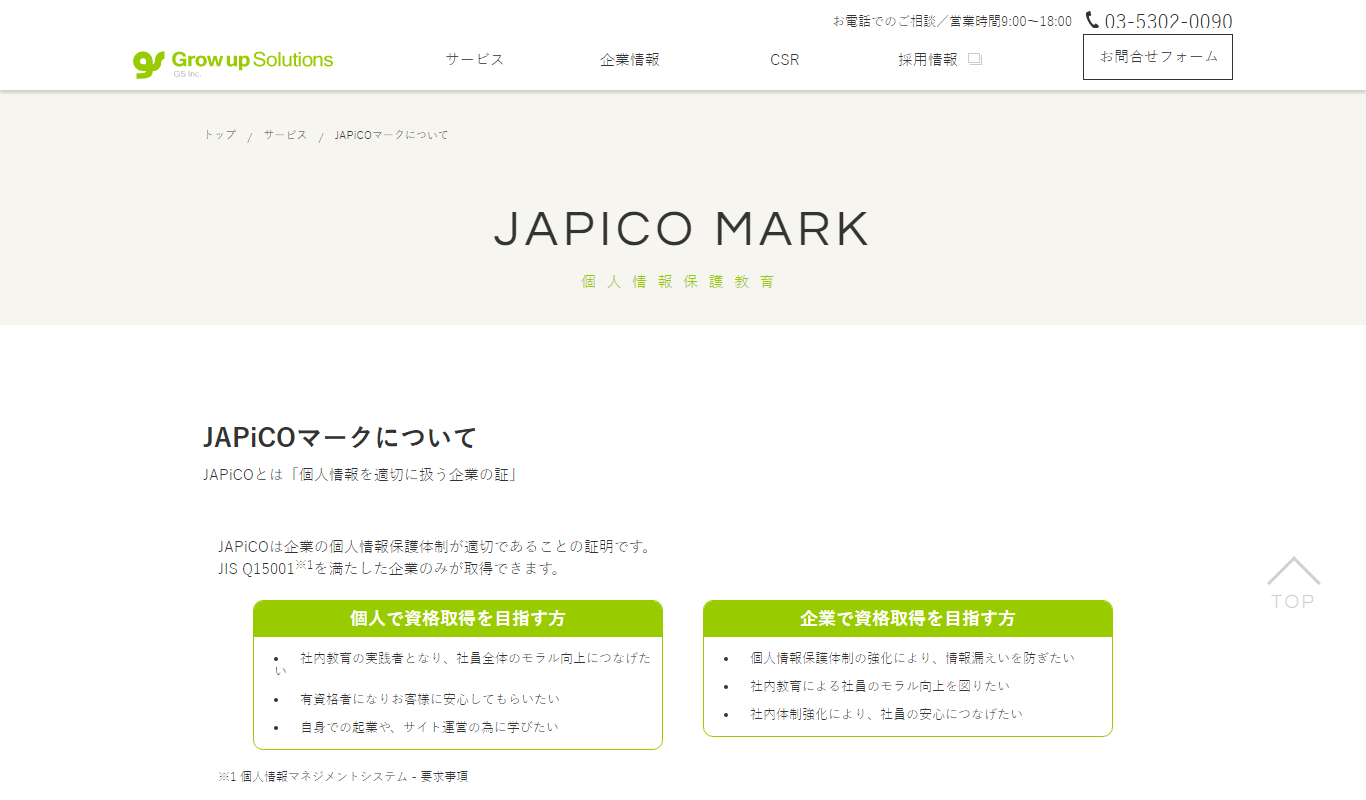 お電話でのご相談／営業時間9:00〜18:00 03-5302-0090
Grow up Solutions
GS Inc.
サービス 企業情報 CSR 採用情報 お問合せフォーム
トップ / サービス / JAPiCOマークについて
JAPICO MARK
個人情報保護教育
JAPiCOマークについて
JAPiCOとは「個人情報を適切に扱う企業の証」
JAPiCOは企業の個人情報保護体制が適切であることの証明です。
JIS Q15001※1を満たした企業のみが取得できます。
TOP
個人で資格取得を目指す方
• 社内教育の実践者となり、社員全体のモラル向上につなげた
い
• 有資格者になりお客様に安心してもらいたい
• 自身での起業や、サイト運営の為に学びたい
企業で資格取得を目指す方
• 個人情報保護体制の強化により、情報漏えいを防ぎたい
• 社内教育による社員のモラル向上を図りたい
• 社内体制強化により、社員の安心につなげたい
※1 個人情報マネジメントシステム - 要求事項